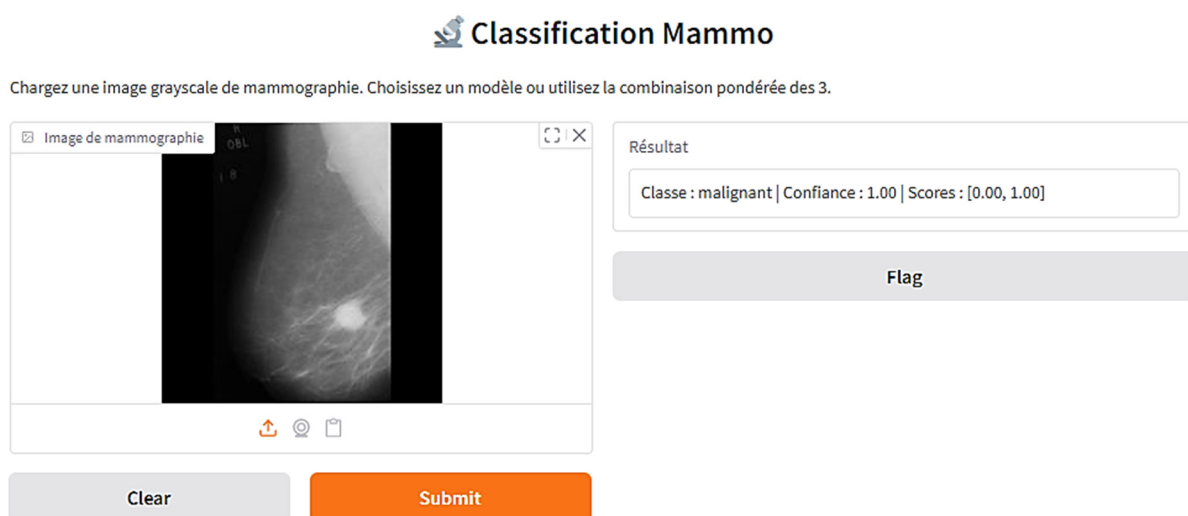 Classification Mammo
Chargez une image grayscale de mammographie. Choisissez un modèle ou utilisez la combinaison pondérée des 3.
Image de mammographie
OBL
Résultat
Classe : malignant | Confiance : 1.00 | Scores : [0.00, 1.00]
Flag
Clear
Submit